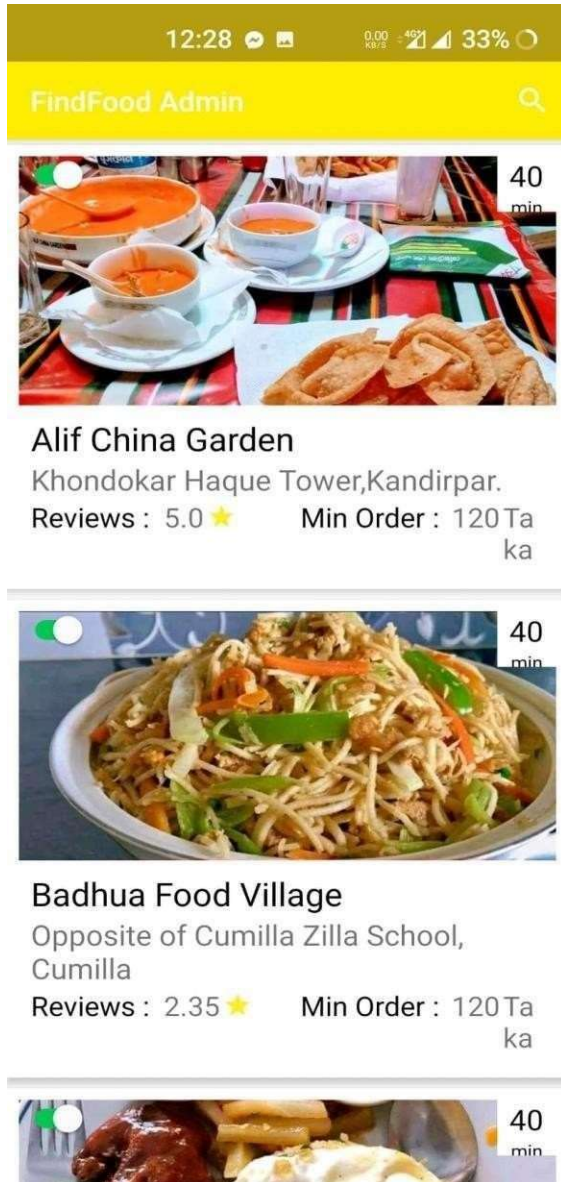 12:28
0.00 KB/S 4G+ 33%
FindFood Admin
40
min
Alif China Garden
Khondokar Haque Tower,Kandirpar.
Reviews : 5.0 Min Order : 120 Ta
ka
40
min
Badhua Food Village
Opposite of Cumilla Zilla School,
Cumilla
Reviews : 2.35 Min Order : 120 Ta
ka
40
min